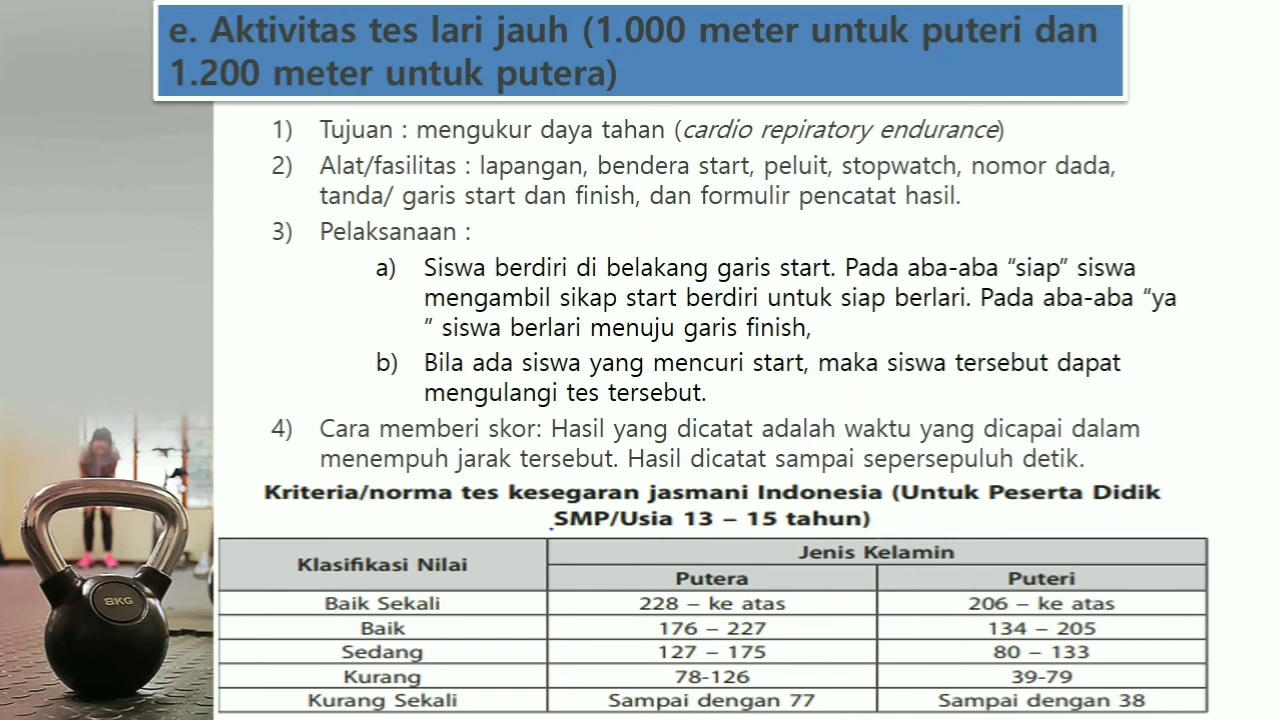 e. Aktivitas tes lari jauh (1.000 meter untuk puteri dan
1.200 meter untuk putera)
1) Tujuan : mengukur daya tahan (cardio repiratory endurance)
2) Alat/fasilitas : lapangan, bendera start, peluit, stopwatch, nomor dada,
tanda/ garis start dan finish, dan formulir pencatat hasil.
3) Pelaksanaan :
a) Siswa berdiri di belakang garis start. Pada aba-aba “siap” siswa
mengambil sikap start berdiri untuk siap berlari. Pada aba-aba “ya
” siswa berlari menuju garis finish,
b) Bila ada siswa yang mencuri start, maka siswa tersebut dapat
mengulangi tes tersebut.
4) Cara memberi skor: Hasil yang dicatat adalah waktu yang dicapai dalam
menempuh jarak tersebut. Hasil dicatat sampai sepersepuluh detik.
Kriteria/norma tes kesegaran jasmani Indonesia (Untuk Peserta Didik
SMP/Usia 13 – 15 tahun)
Klasifikasi Nilai Jenis Kelamin
Putera Puteri
Baik Sekali 228 – ke atas 206 – ke atas
Baik 176 – 227 134 – 205
Sedang 127 – 175 80 – 133
Kurang 78-126 39-79
Kurang Sekali Sampai dengan 77 Sampai dengan 38
8KG